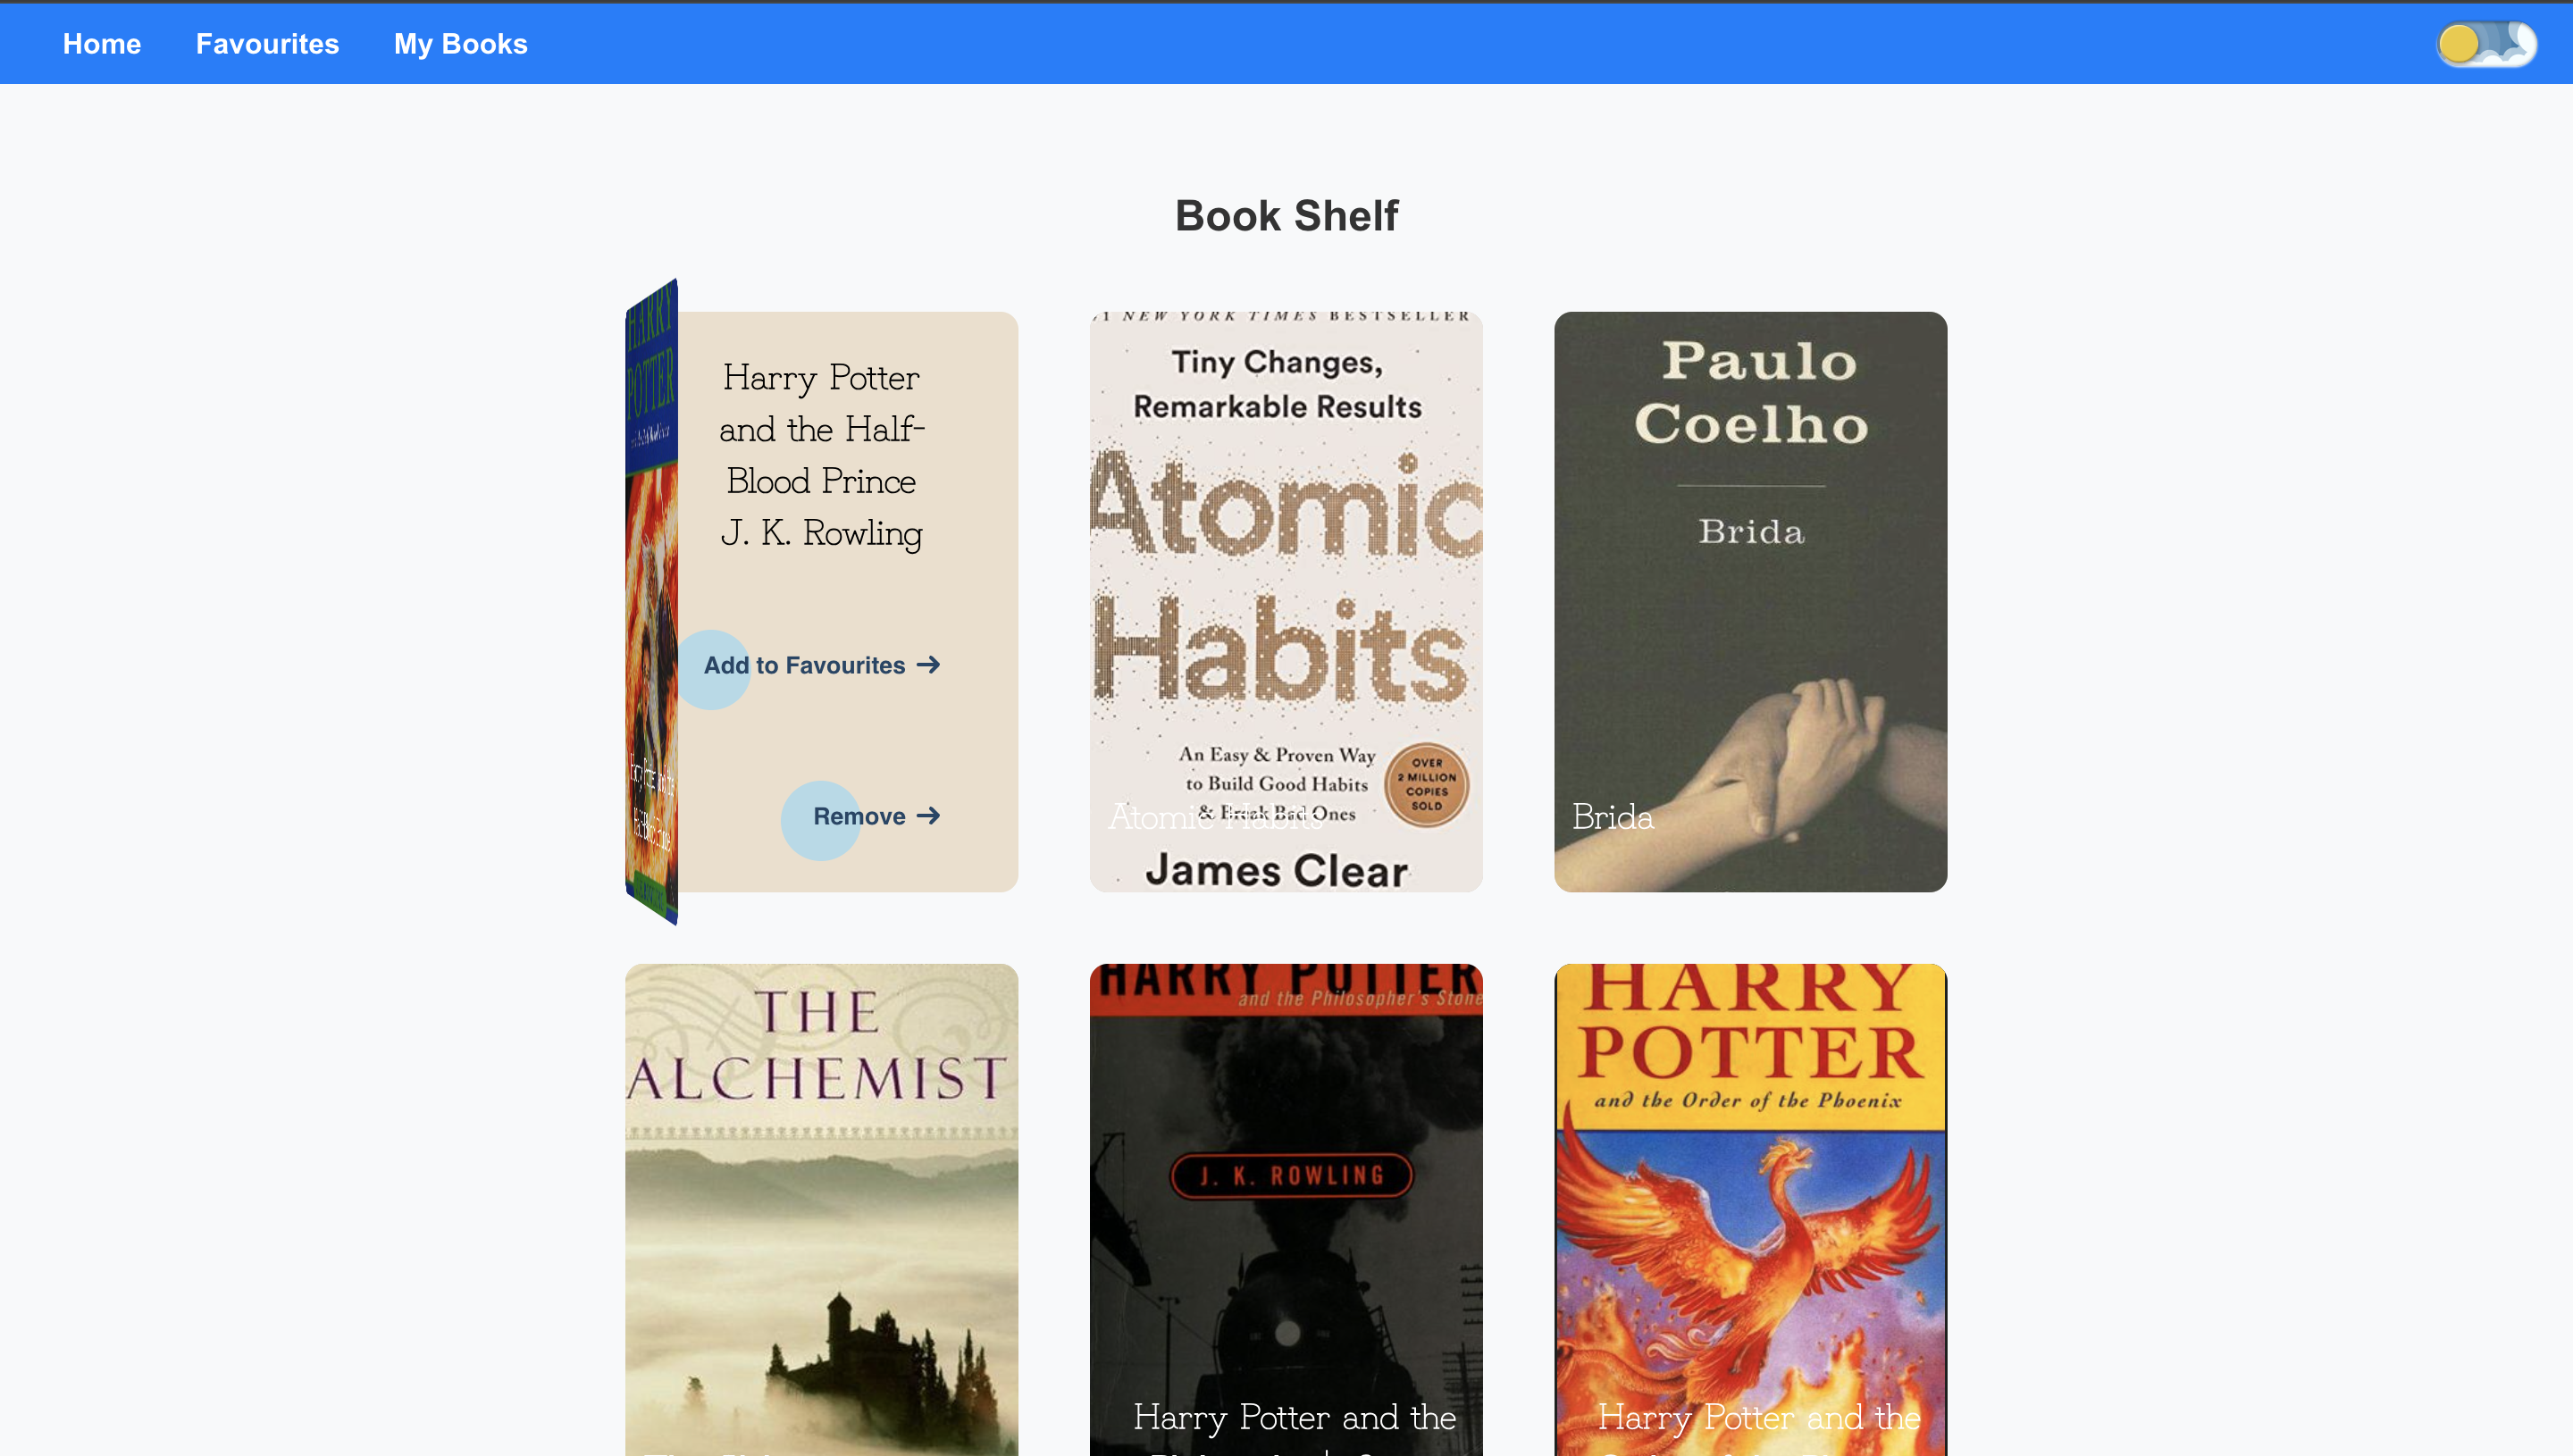 Home Favourites My Books
Book Shelf
HARRY
POTTER
Harry Potter
and the Half-
Blood Prince
J. K. Rowling
Add to Favourites →
Remove →
1 NEW YORK TIMES BESTSELLER
Tiny Changes,
Remarkable Results
Atomic
Habits
An Easy & Proven Way
to Build Good Habits
& Break Bad Ones
OVER
2 MILLION
COPIES
SOLD
Atomic Habits
James Clear
Paulo
Coelho
Brida
Brida
THE
ALCHEMIST
HARRY POTTER
and the Philosopher's Stone
J. K. ROWLING
Harry Potter and the
HARRY
POTTER
and the Order of the Phoenix
Harry Potter and the